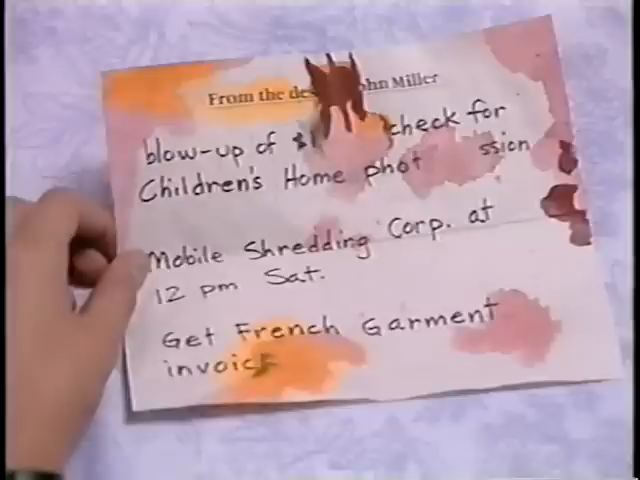 From the des hn Miller
blow-up of $1 check for
Children's Home phot ssion
Mobile Shredding Corp. at
12 pm Sat.
Get French Garment
invoice